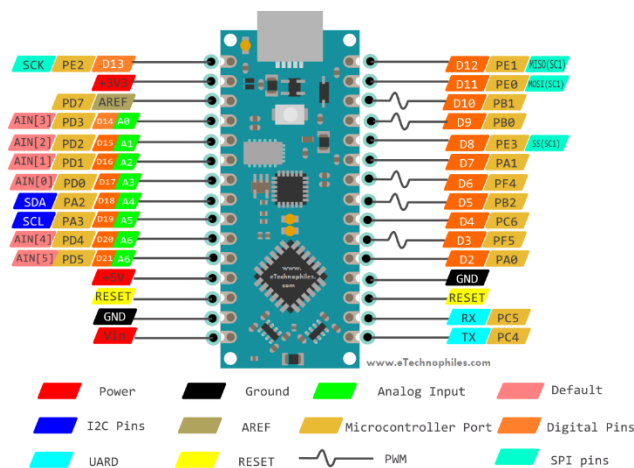 SCK PE2 D13
+3V3
PD7 AREF
AIN[3] PD3 D14 A0
AIN[2] PD2 D15 A1
AIN[1] PD1 D16 A2
AIN[0] PD0 D17 A3
SDA PA2 D18 A4
SCL PA3 D19 A5
AIN[4] PD4 D20 A6
AIN[5] PD5 D21 A6
+5V
RESET
GND
Vin
D12 PE1 MISO(SC1)
D11 PE0 MOSI(SC1)
D10 PB1
D9 PB0
D8 PE3 SS(SC1)
D7 PA1
D6 PF4
D5 PB2
D4 PC6
D3 PF5
D2 PA0
GND
RESET
RX PC5
TX PC4
www.
eTechnophiles.
com
www.eTechnophiles.com
Power Ground Analog Input Default
I2C Pins AREF Microcontroller Port Digital Pins
UARD RESET PWM SPI pins